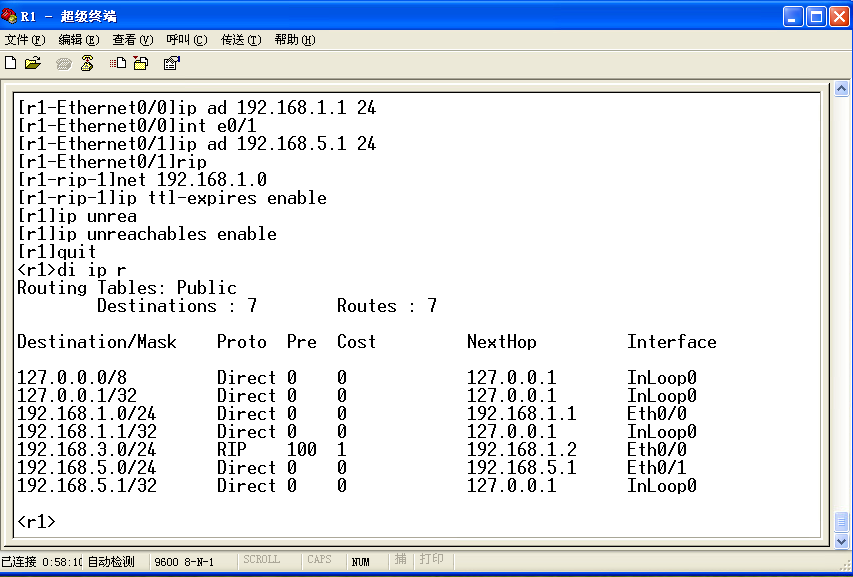 R1 - 超级终端
文件(F) 编辑(E) 查看(V) 呼叫(C) 传送(T) 帮助(H)
[r1-Ethernet0/0]ip ad 192.168.1.1 24
[r1-Ethernet0/0]int e0/1
[r1-Ethernet0/1]ip ad 192.168.5.1 24
[r1-Ethernet0/1]rip
[r1-rip-1]net 192.168.1.0
[r1-rip-1]ip ttl-expires enable
[r1]ip unrea
[r1]ip unreachables enable
[r1]quit
<r1>di ip r
Routing Tables: Public
Destinations : 7 Routes : 7
Destination/Mask Proto Pre Cost NextHop Interface
127.0.0.0/8 Direct 0 0 127.0.0.1 InLoop0
127.0.0.1/32 Direct 0 0 127.0.0.1 InLoop0
192.168.1.0/24 Direct 0 0 192.168.1.1 Eth0/0
192.168.1.1/32 Direct 0 0 127.0.0.1 InLoop0
192.168.3.0/24 RIP 100 1 192.168.1.2 Eth0/0
192.168.5.0/24 Direct 0 0 192.168.5.1 Eth0/1
192.168.5.1/32 Direct 0 0 127.0.0.1 InLoop0
<r1>
已连接 0:58:10 自动检测 9600 8-N-1 SCROLL CAPS NUM 捕 打印